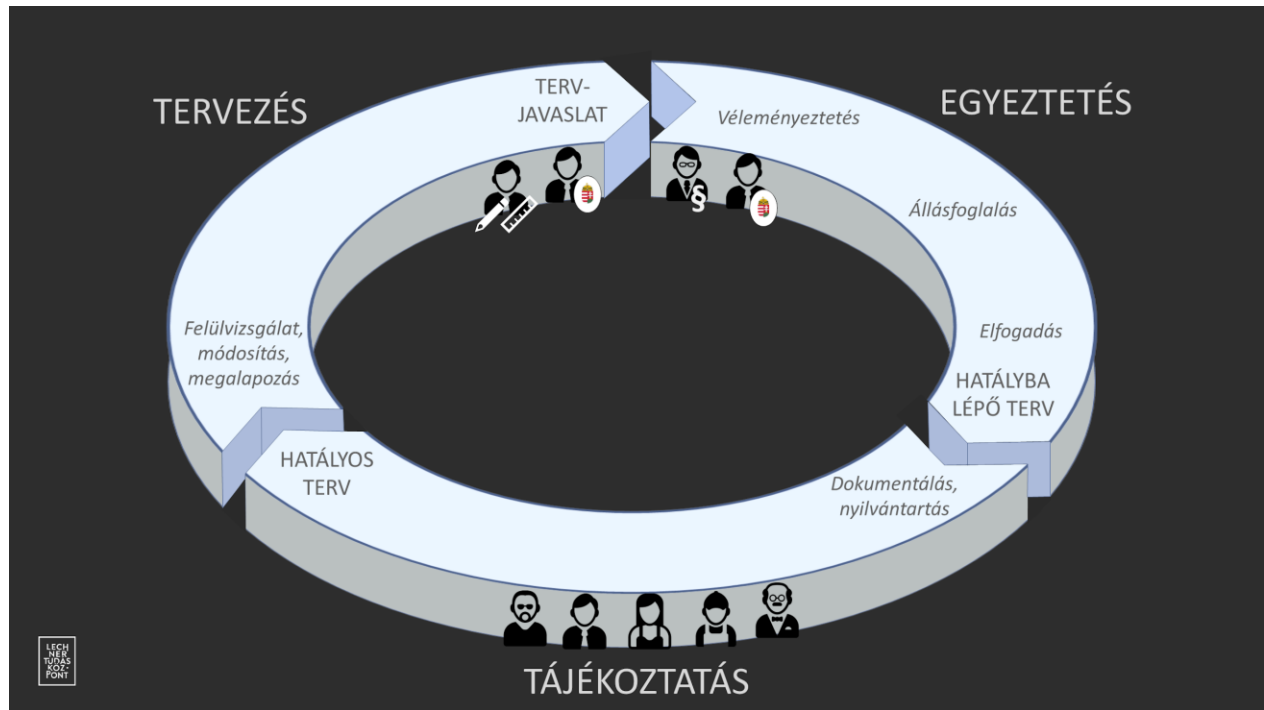 TERVEZÉS
TERV-
JAVASLAT
Véleményeztetés
EGYEZTETÉS
Állásfoglalás
§
Felülvizsgálat,
módosítás,
megalapozás
Elfogadás
HATÁLYBA
LÉPŐ TERV
HATÁLYOS
TERV
Dokumentálás,
nyilvántartás
TÁJÉKOZTATÁS
LECH
NER
TUDÁS
KÖZ-
PONT